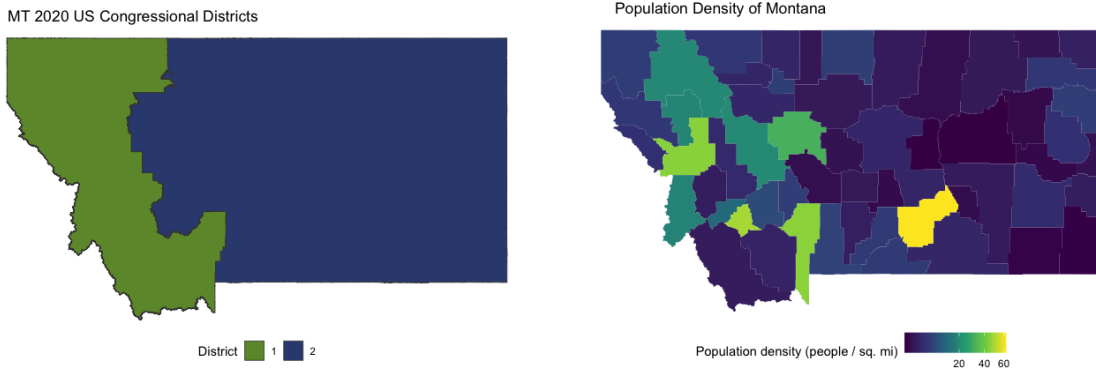 MT 2020 US Congressional Districts
District 1 2
Population Density of Montana
Population density (people / sq. mi)
20 40 60